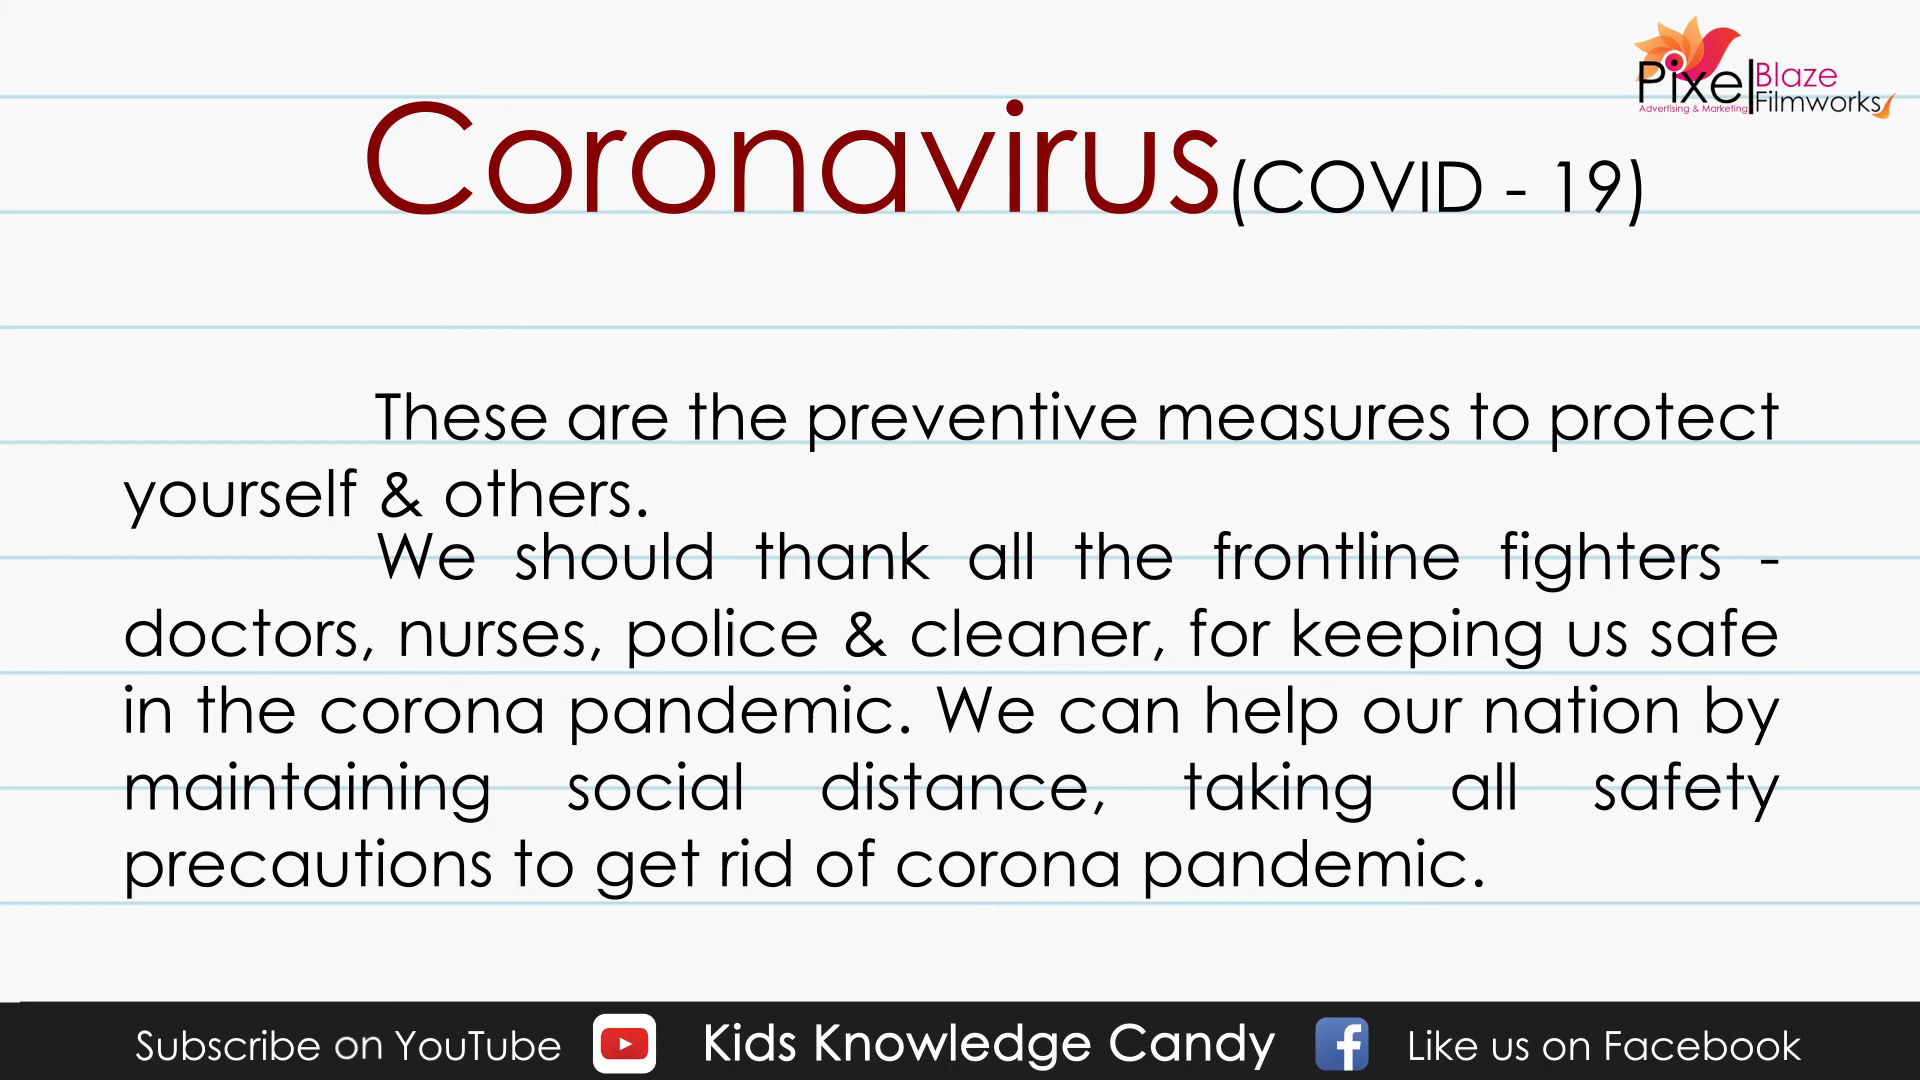 Pixel Blaze Filmworks
Advertising & Marketing
Coronavirus(COVID - 19)
These are the preventive measures to protect
yourself & others.
We should thank all the frontline fighters -
doctors, nurses, police & cleaner, for keeping us safe
in the corona pandemic. We can help our nation by
maintaining social distance, taking all safety
precautions to get rid of corona pandemic.
Subscribe on YouTube Kids Knowledge Candy Like us on Facebook